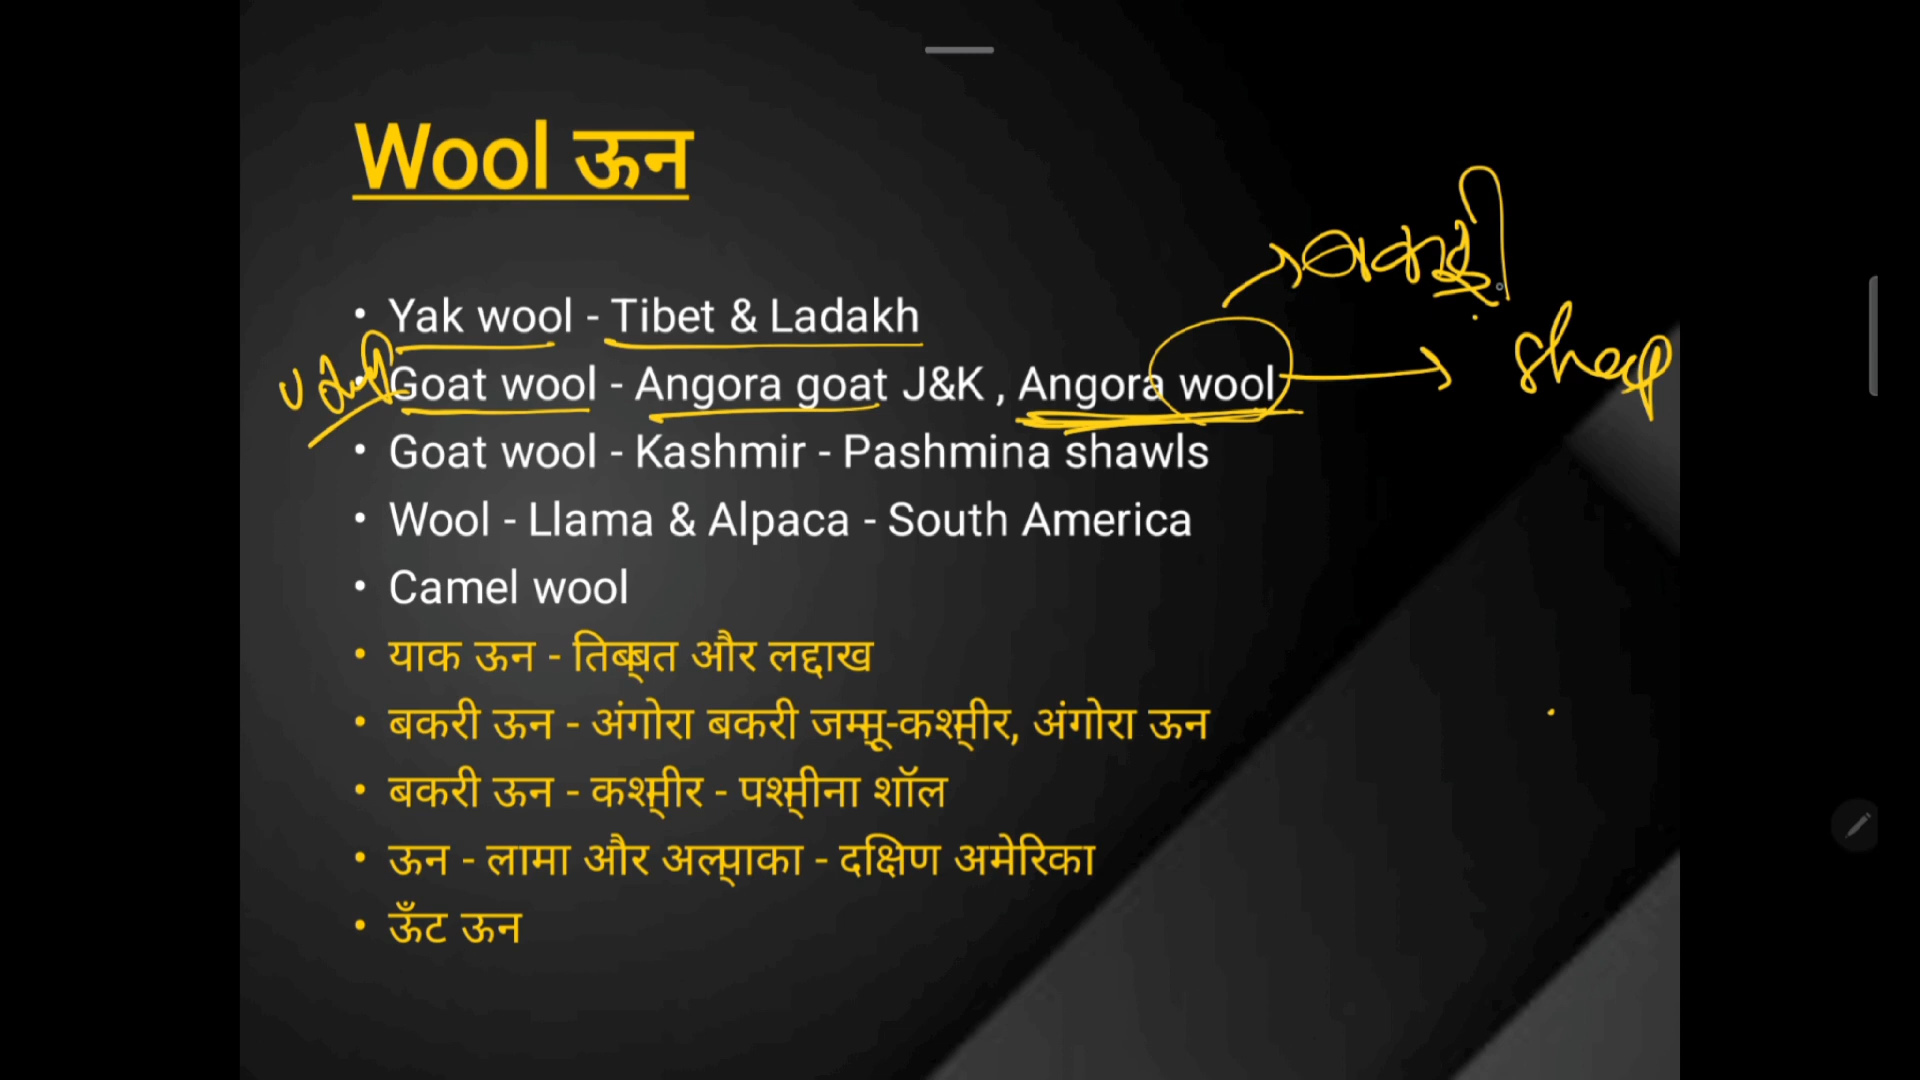 Wool ऊन
बकरी
• Yak wool - Tibet & Ladakh
sheep
• Goat wool - Angora goat J&K , Angora wool
• Goat wool - Kashmir - Pashmina shawls
• Wool - Llama & Alpaca - South America
• Camel wool
• याक ऊन - तिब्बत और लद्दाख
• बकरी ऊन - अंगोरा बकरी जम्मू-कश्मीर, अंगोरा ऊन
• बकरी ऊन - कश्मीर - पश्मीना शॉल
• ऊन - लामा और अल्पाका - दक्षिण अमेरिका
• ऊँट ऊन